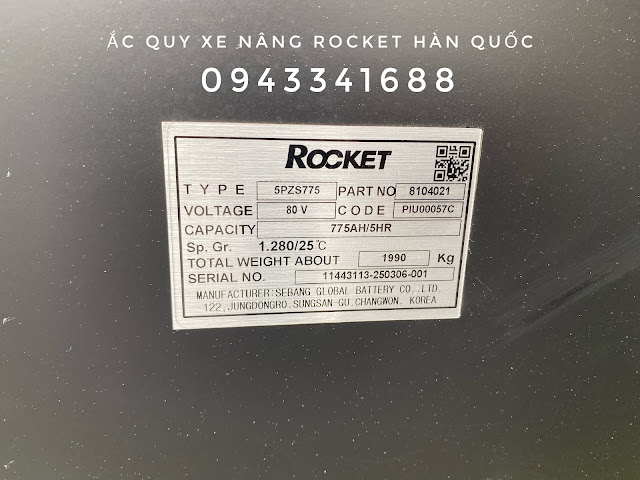 ẮC QUY XE NÂNG ROCKET HÀN QUỐC
0943341688
ROCKET
TYPE 5PZS775 PART NO 8104021
VOLTAGE 80 V CODE PIU00057C
CAPACITY 775AH/5HR
Sp. Gr. 1.280/25℃
TOTAL WEIGHT ABOUT 1990 Kg
SERIAL NO. 11443113-250306-001
MANUFACTURER:SEBANG GLOBAL BATTERY CO.,LTD.
122,JUNGDONGRO,SUNGSAN-GU,CHANGWON, KOREA